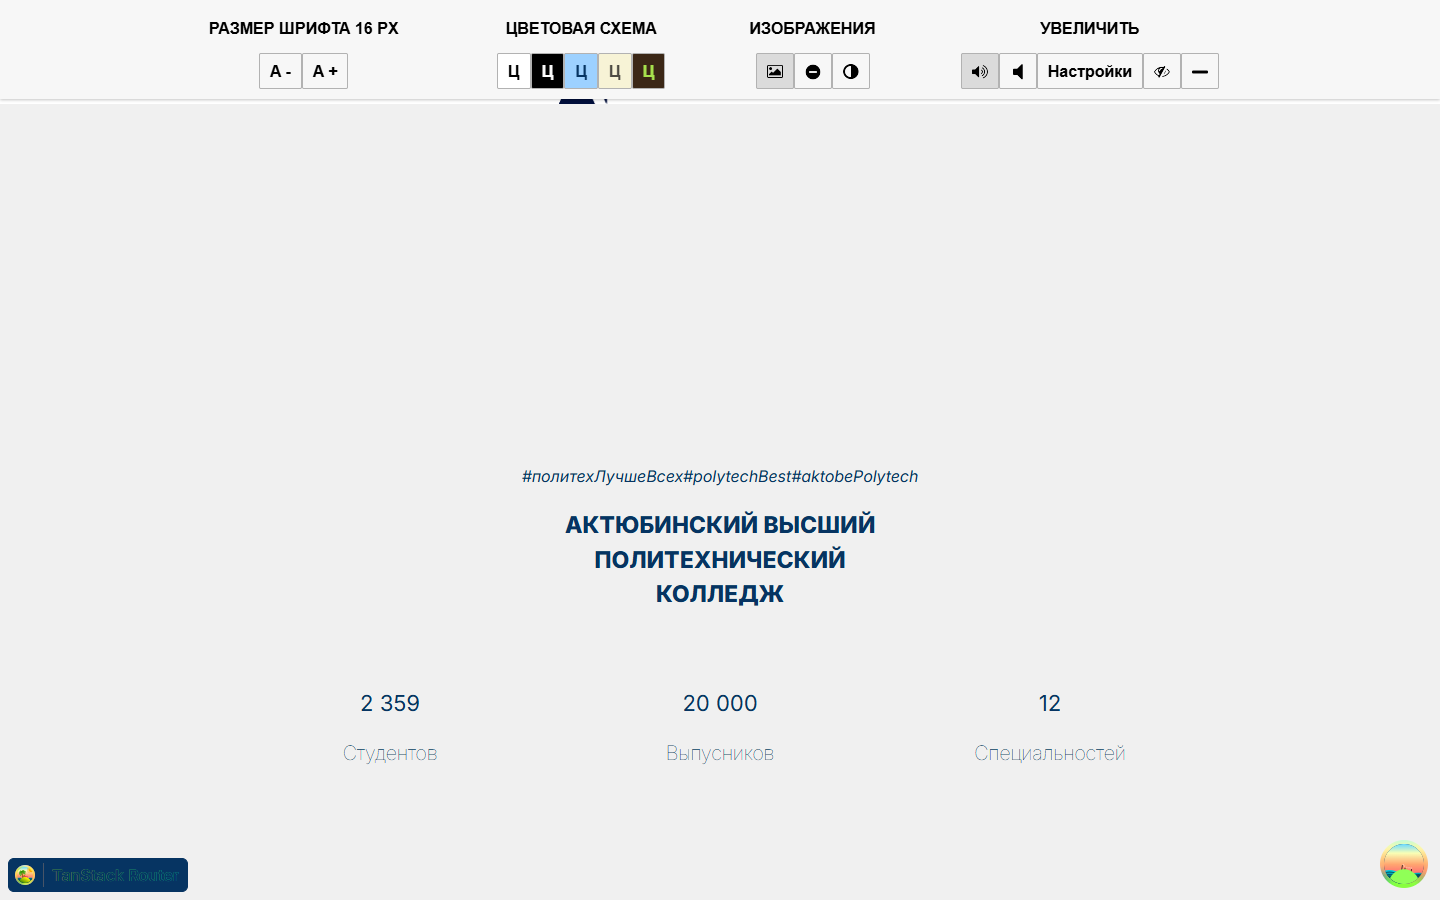 РАЗМЕР ШРИФТА 16 PX
ЦВЕТОВАЯ СХЕМА
ИЗОБРАЖЕНИЯ
УВЕЛИЧИТЬ
A - A +
Ц Ц Ц Ц Ц
Настройки
#политехЛучшеВсех#polytechBest#aktobePolytech
АКТЮБИНСКИЙ ВЫСШИЙ
ПОЛИТЕХНИЧЕСКИЙ
КОЛЛЕДЖ
2 359
20 000
12
Студентов
Выпусников
Специальностей
TanStack Router